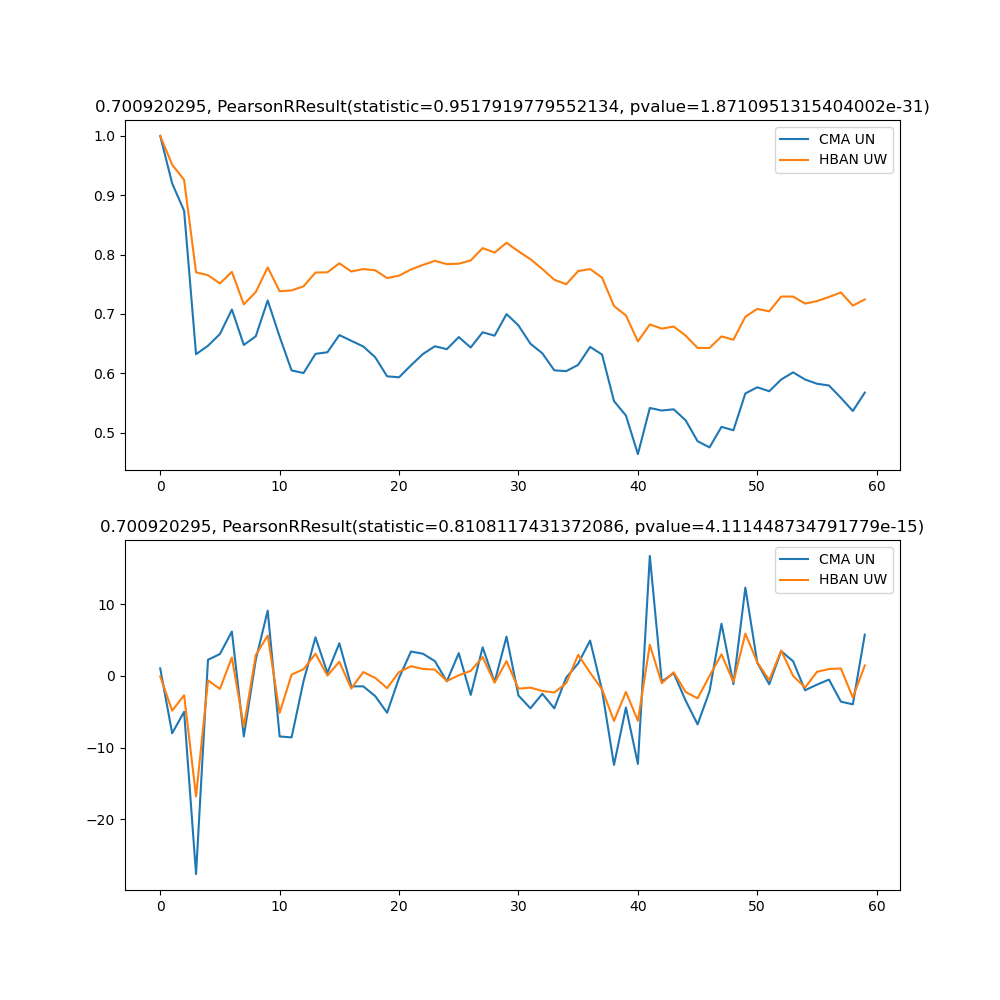 0.700920295, PearsonRResult(statistic=0.9517919779552134, pvalue=1.8710951315404002e-31)
CMA UN
HBAN UW
1.0
0.9
0.8
0.7
0.6
0.5
0 10 20 30 40 50 60
0.700920295, PearsonRResult(statistic=0.8108117431372086, pvalue=4.111448734791779e-15)
CMA UN
HBAN UW
10
0
−10
−20
0 10 20 30 40 50 60